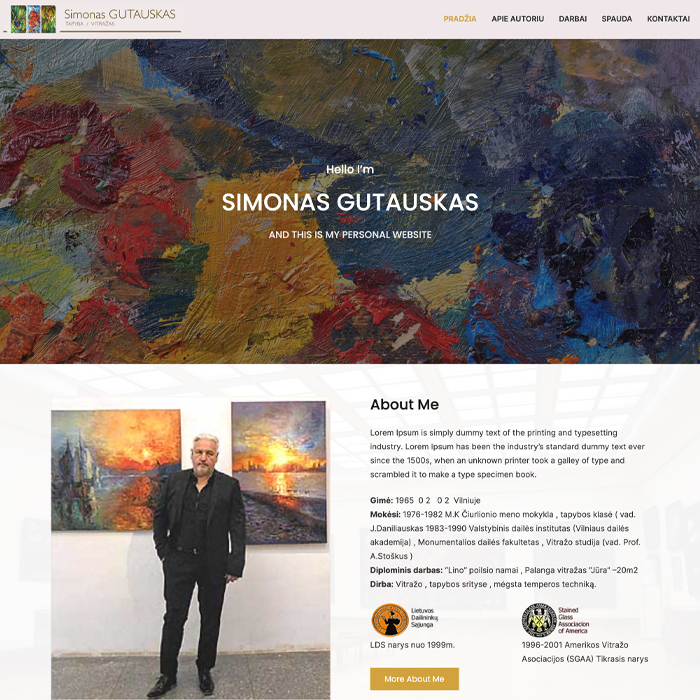 Simonas GUTAUSKAS
TAPYBA / VITRAŽAS
PRADŽIA APIE AUTORIU DARBAI SPAUDA KONTAKTAI
Hello I'm
SIMONAS GUTAUSKAS
AND THIS IS MY PERSONAL WEBSITE
About Me
Lorem Ipsum is simply dummy text of the printing and typesetting
industry. Lorem Ipsum has been the industry's standard dummy text ever
since the 1500s, when an unknown printer took a galley of type and
scrambled it to make a type specimen book.
Gimė: 1965 0 2 0 2 Vilniuje
Mokėsi: 1976-1982 M.K Čiurlionio meno mokykla , tapybos klasė ( vad.
J.Daniliauskas 1983-1990 Valstybinis dailės institutas (Vilniaus dailės
akademija) , Monumentalios dailės fakultetas , Vitražo studija (vad. Prof.
A.Stoškus )
Diplominis darbas: "Lino" poilsio namai , Palanga vitražas "Jūra" –20m2
Dirba: Vitražo , tapybos srityse , mėgsta temperos techniką.
Lietuvos
Dailininkų
Sąjunga
LDS narys nuo 1999m.
Stained
Glass
Associacion
of America
1996-2001 Amerikos Vitražo
Asociacijos (SGAA) Tikrasis narys
More About Me